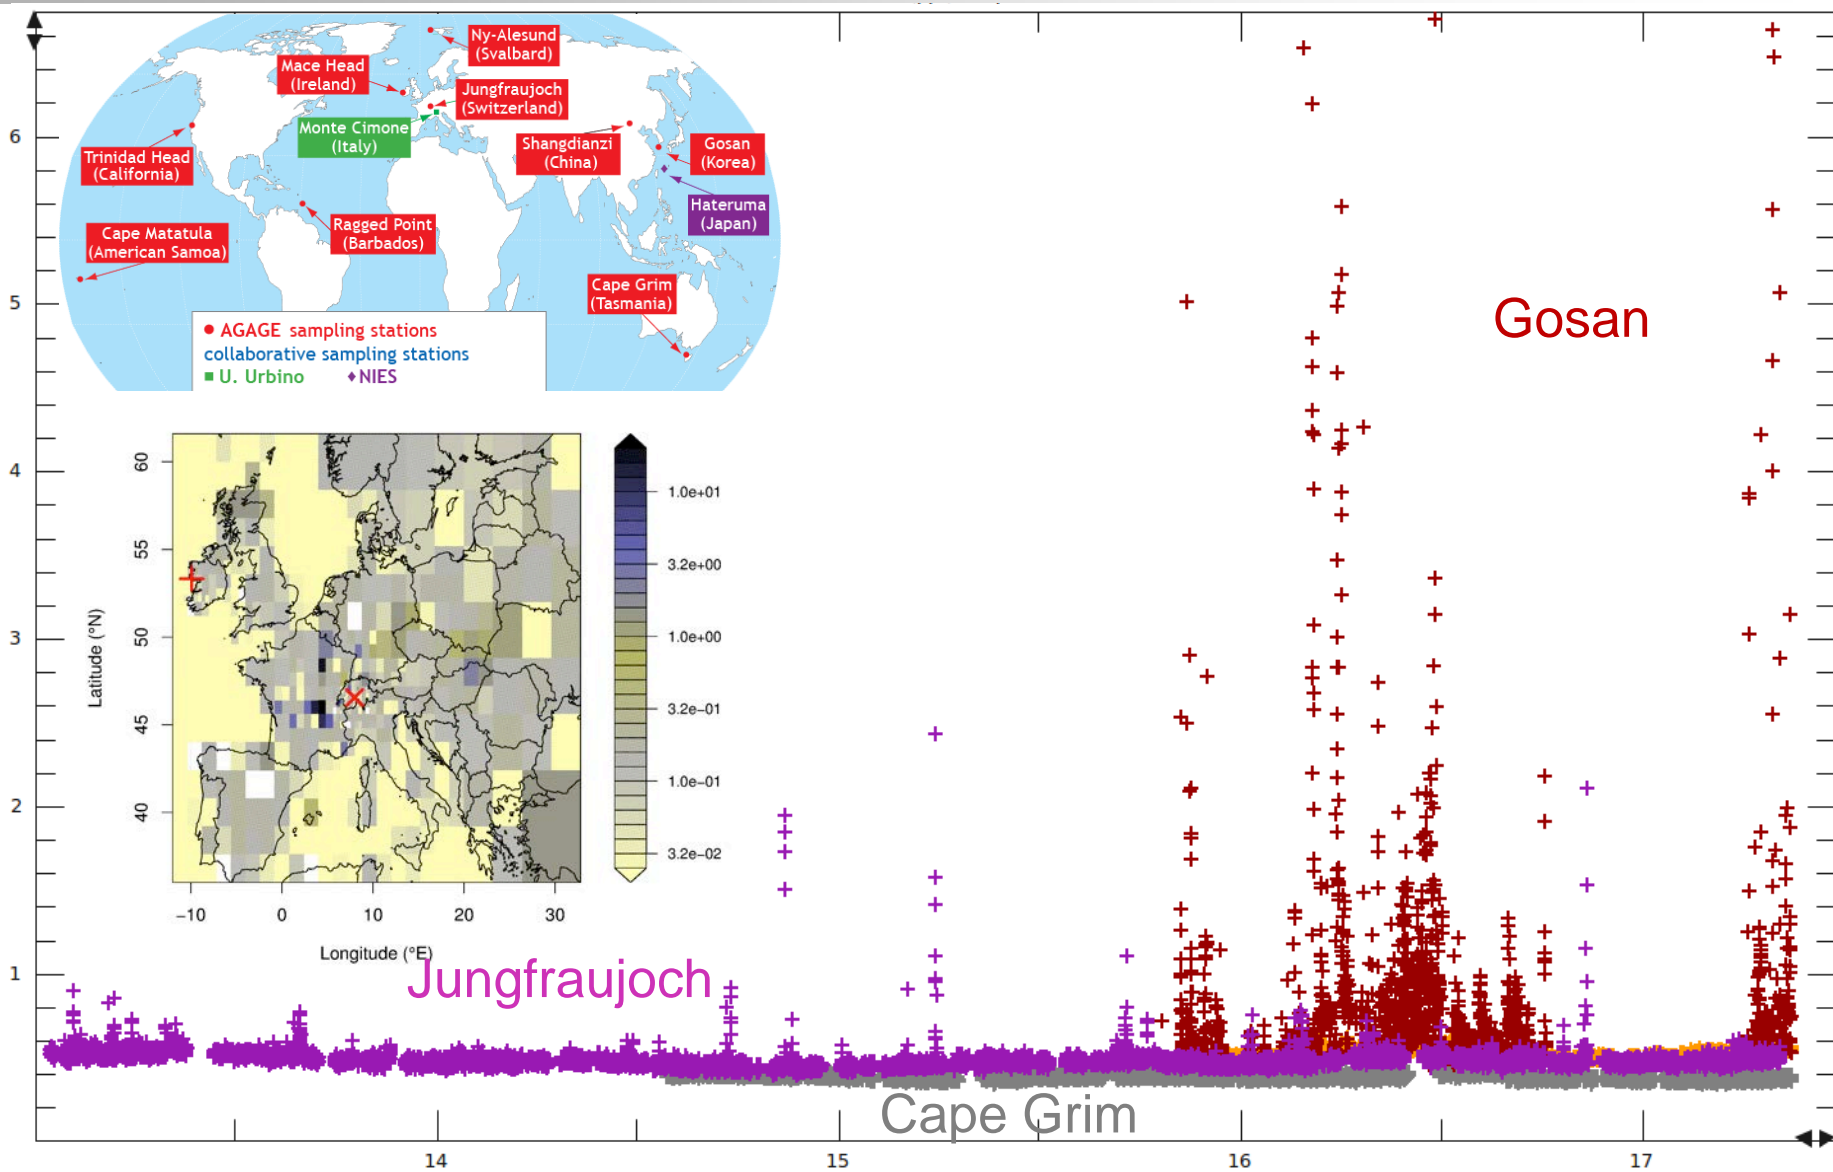 Ny-Alesund
(Svalbard)
Mace Head
(Ireland)
Jungfraujoch
(Switzerland)
Monte Cimone
(Italy)
Shangdianzi
(China)
Gosan
(Korea)
Trinidad Head
(California)
Hateruma
(Japan)
Ragged Point
(Barbados)
Cape Matatula
(American Samoa)
Cape Grim
(Tasmania)
AGAGE sampling stations
collaborative sampling stations
U. Urbino NIES
6
5
4
3
2
1
Gosan
60
55
50
45
40
Latitude (°N)
1.0e+01
3.2e+00
1.0e+00
3.2e−01
1.0e−01
3.2e−02
−10 0 10 20 30
Longitude (°E)
Jungfraujoch
Cape Grim
14 15 16 17